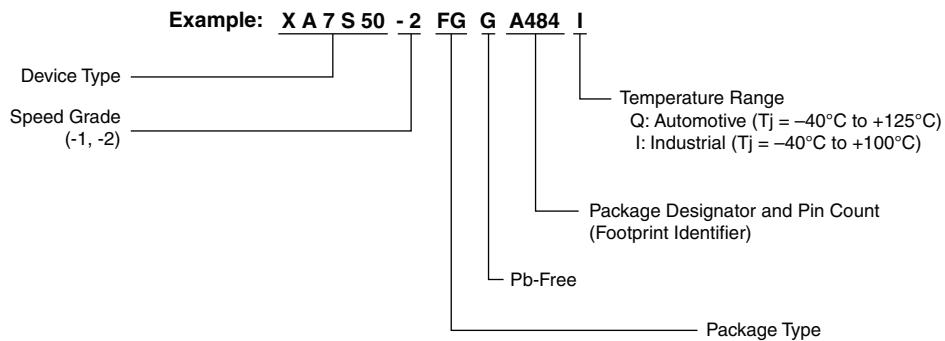 Example: X A 7 S 50 - 2 FG G A484 I
Device Type
Temperature Range
Q: Automotive (Tj = –40°C to +125°C)
I: Industrial (Tj = –40°C to +100°C)
Speed Grade
(-1, -2)
Package Designator and Pin Count
(Footprint Identifier)
Pb-Free
Package Type